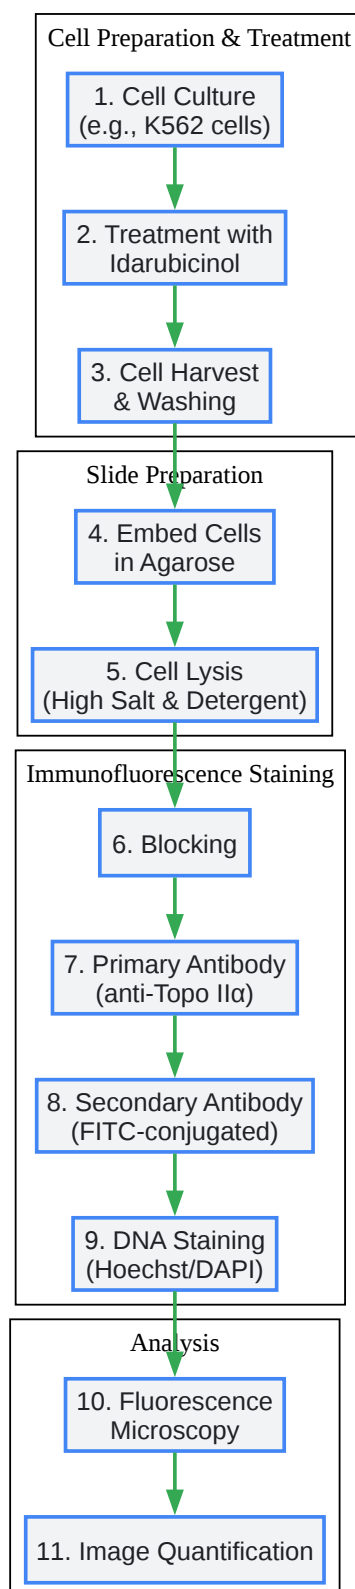 Cell Preparation & Treatment
1. Cell Culture
(e.g., K562 cells)
2. Treatment with
Idarubicinol
3. Cell Harvest
& Washing
Slide Preparation
4. Embed Cells
in Agarose
5. Cell Lysis
(High Salt & Detergent)
Immunofluorescence Staining
6. Blocking
7. Primary Antibody
(anti-Topo IIα)
8. Secondary Antibody
(FITC-conjugated)
9. DNA Staining
(Hoechst/DAPI)
Analysis
10. Fluorescence
Microscopy
11. Image Quantification